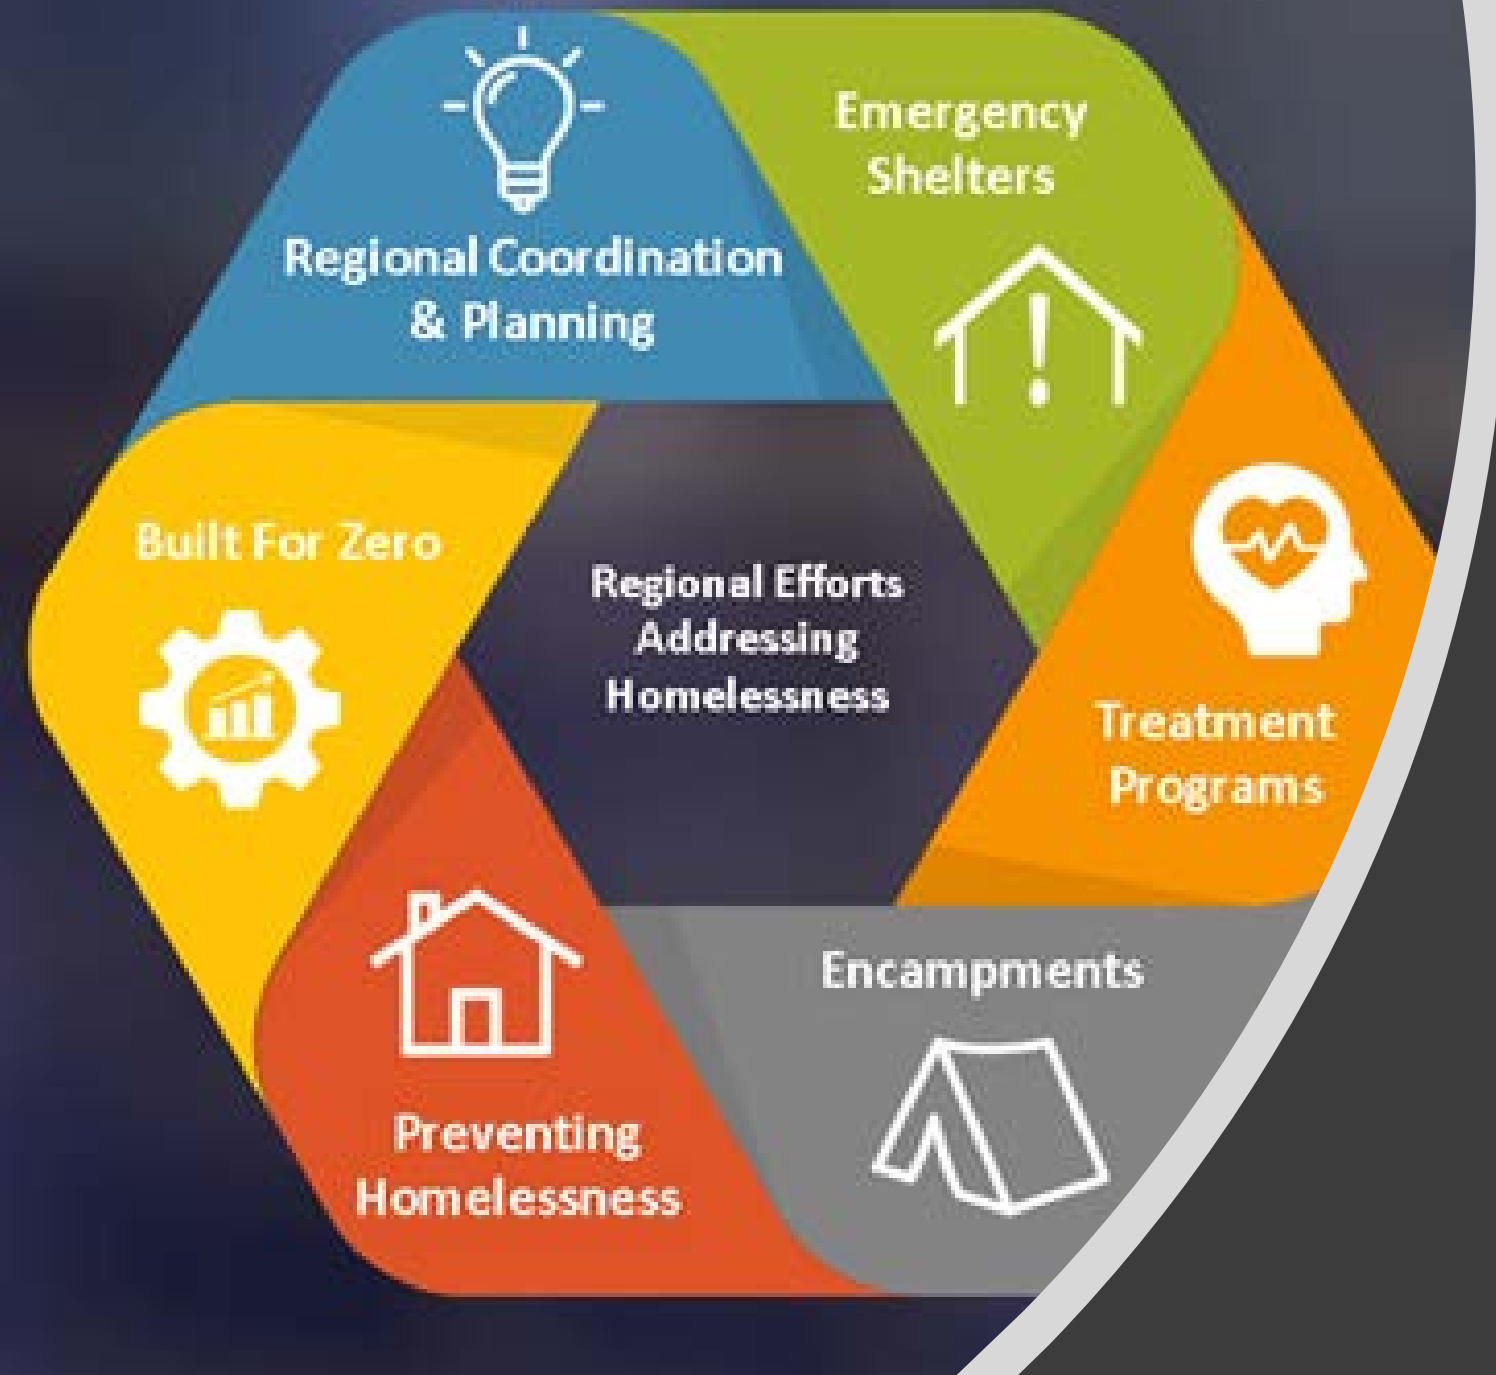 Regional Coordination
& Planning
Emergency
Shelters
Built For Zero
Regional Efforts
Addressing
Homelessness
Treatment
Programs
Encampments
Preventing
Homelessness